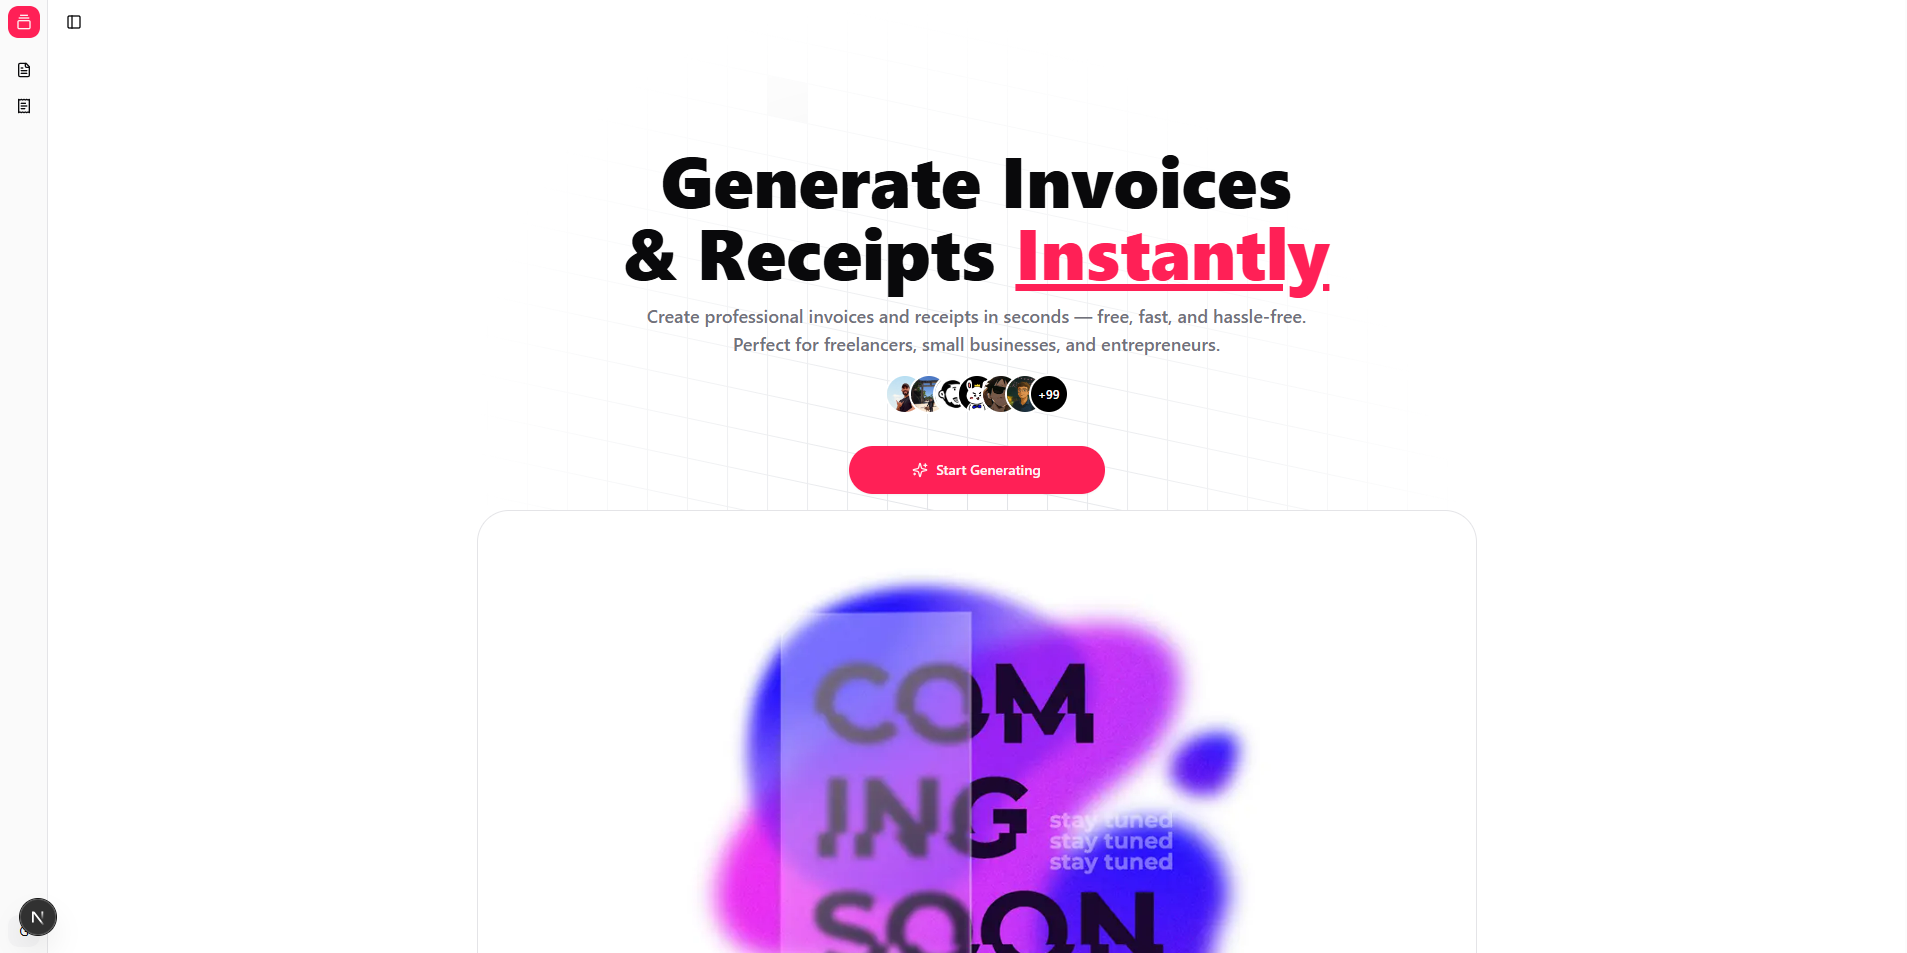 Generate Invoices
& Receipts Instantly
Create professional invoices and receipts in seconds — free, fast, and hassle-free.
Perfect for freelancers, small businesses, and entrepreneurs.
+99
Start Generating
COM
ING
stay tuned
stay tuned
stay tuned
SOON
N